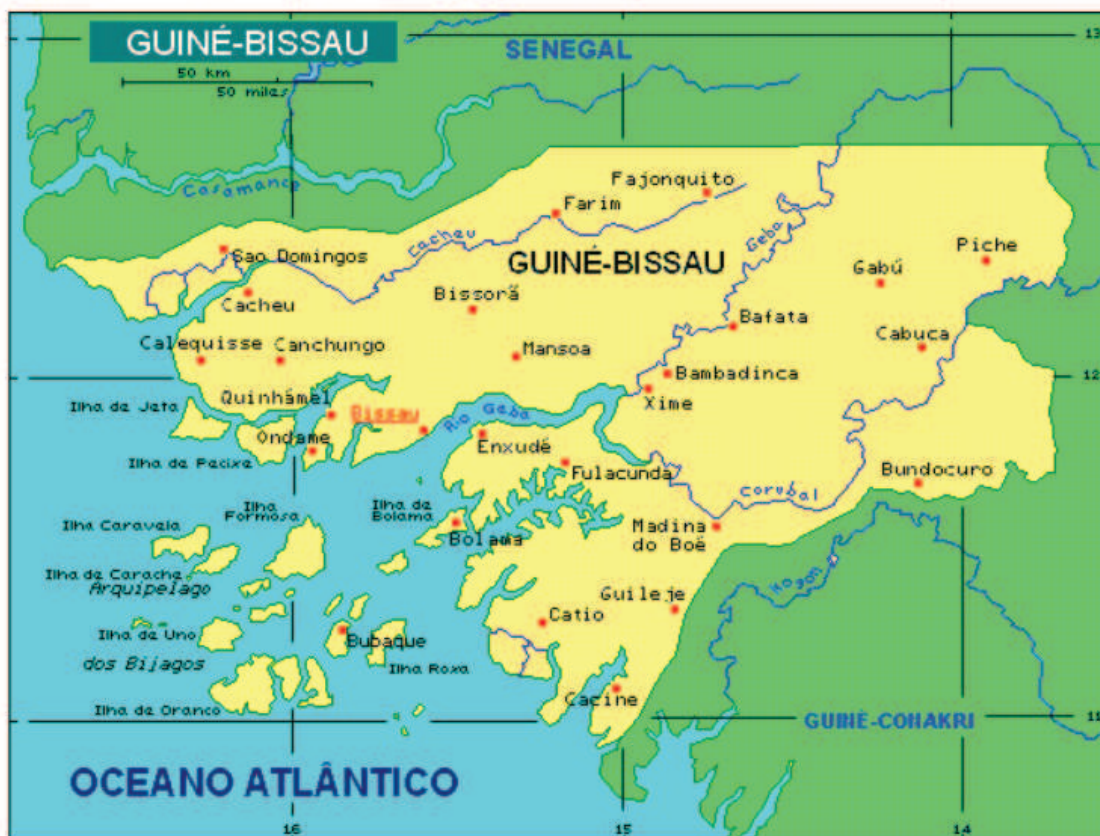 GUINÉ-BISSAU
50 km
50 miles
SENEGAL
13
Casamance
Fajonquito
Farim
Cacheu
Geba
Sao Domingos
GUINÉ-BISSAU
Piche
Gabú
Cacheu
Bissorã
Bafata
Calequisse
Canchungo
Mansoa
Cabuca
Bambadinca
12
Quinhámel
Xime
Ilha de Jeta
Bissau
Rio Geba
Ondame
Enxudé
Ilha de Pecixe
Fulacunda
Bundocuro
Corubal
Ilha
Formosa
Ilha de
Bolama
Ilha Caravela
Bolama
Madina
do Boé
Ilha de Carache
Kogon
Arquipelago
Guileje
Catio
Ilha de Uno
Bubaque
dos Bijagos
Ilha Roxa
Cacine
Ilha de Oranco
11
GUINÉ-CONAKRI
OCEANO ATLÂNTICO
16
15
14